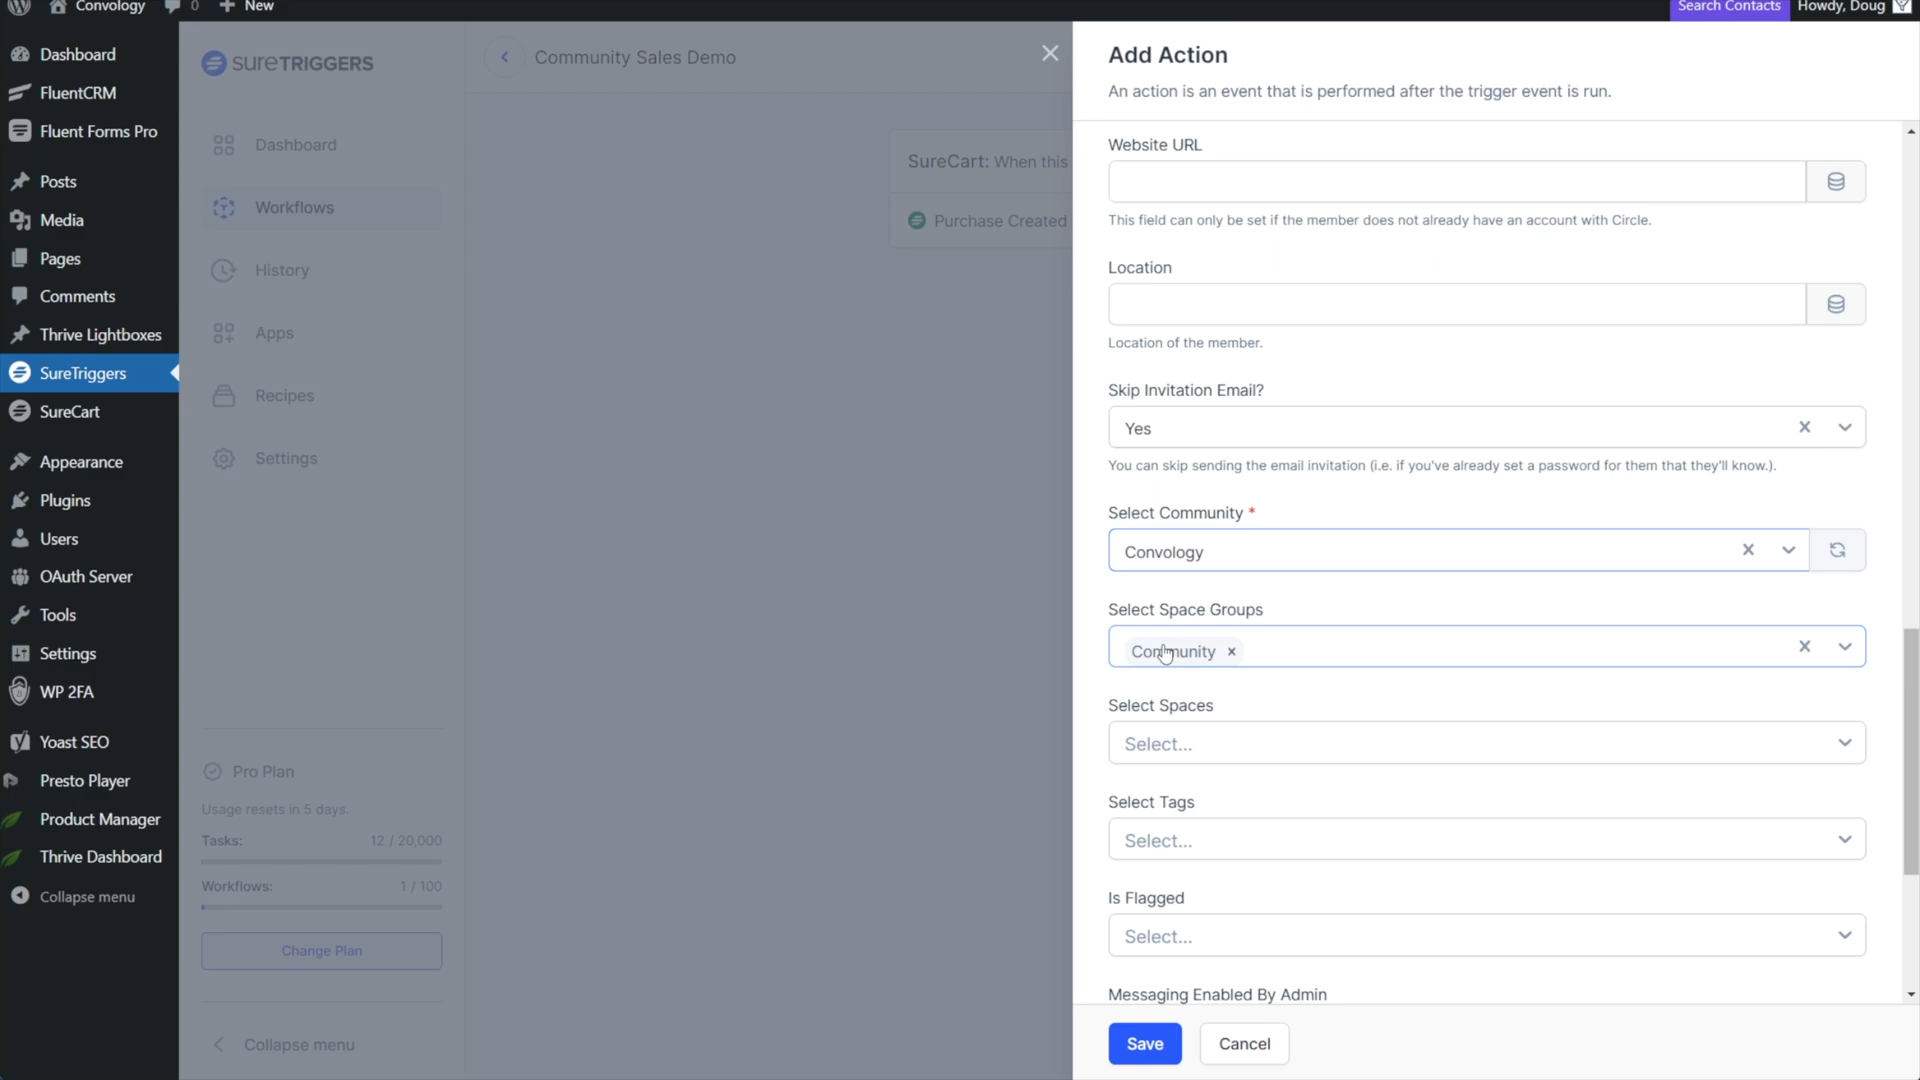 Convology
0
New
Search Contacts
Howdy, Doug
Dashboard
FluentCRM
Fluent Forms Pro
Posts
Media
Pages
Comments
Thrive Lightboxes
SureTriggers
SureCart
Appearance
Plugins
Users
OAuth Server
Tools
Settings
WP 2FA
Yoast SEO
Presto Player
Product Manager
Thrive Dashboard
Collapse menu
SURETRIGGERS
Dashboard
Workflows
History
Apps
Recipes
Settings
Pro Plan
Usage resets in 5 days.
Tasks: 12 / 20,000
Workflows: 1 / 100
Change Plan
Collapse menu
Community Sales Demo
SureCart: When this
Purchase Created
Add Action
An action is an event that is performed after the trigger event is run.
Website URL
This field can only be set if the member does not already have an account with Circle.
Location
Location of the member.
Skip Invitation Email?
Yes
You can skip sending the email invitation (i.e. if you've already set a password for them that they'll know.).
Select Community *
Convology
Select Space Groups
Community
Select Spaces
Select...
Select Tags
Select...
Is Flagged
Select...
Messaging Enabled By Admin
Save
Cancel